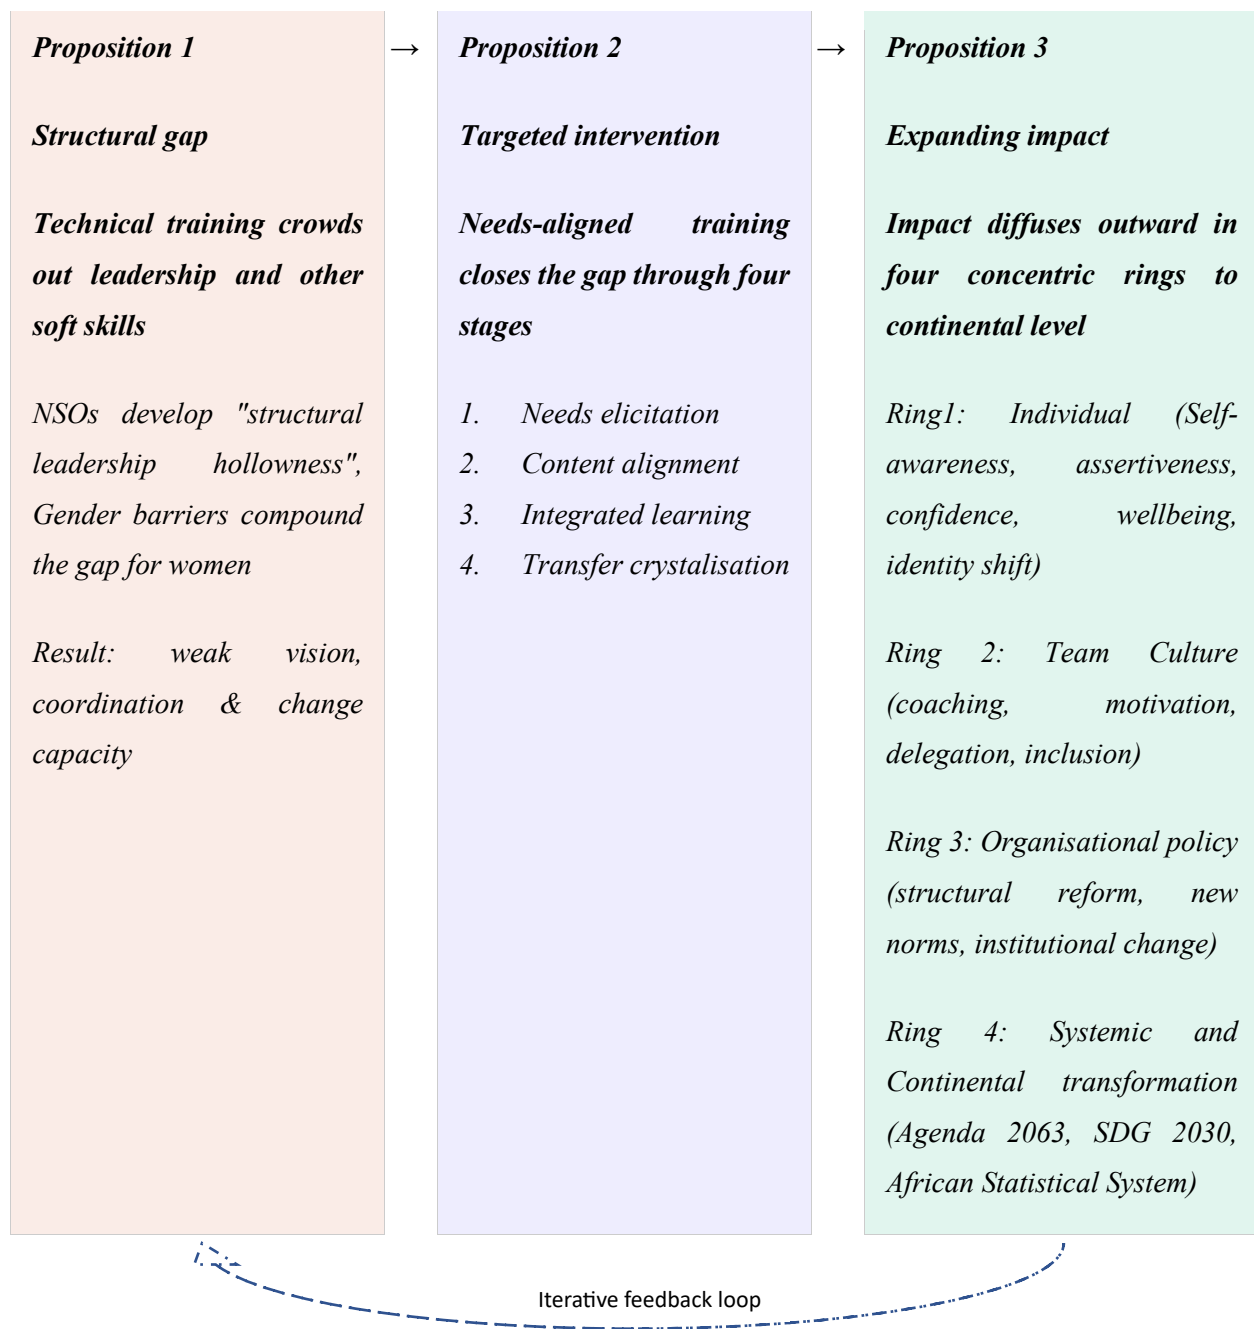 Proposition 1
Structural gap
Technical training crowds
out leadership and other
soft skills
NSOs develop "structural
leadership hollowness",
Gender barriers compound
the gap for women
Result: weak vision,
coordination & change
capacity
→
Proposition 2
Targeted intervention
Needs-aligned training
closes the gap through four
stages
1. Needs elicitation
2. Content alignment
3. Integrated learning
4. Transfer crystalisation
→
Proposition 3
Expanding impact
Impact diffuses outward in
four concentric rings to
continental level
Ring1: Individual (Self-
awareness, assertiveness,
confidence, wellbeing,
identity shift)
Ring 2: Team Culture
(coaching, motivation,
delegation, inclusion)
Ring 3: Organisational policy
(structural reform, new
norms, institutional change)
Ring 4: Systemic and
Continental transformation
(Agenda 2063, SDG 2030,
African Statistical System)
Iterative feedback loop